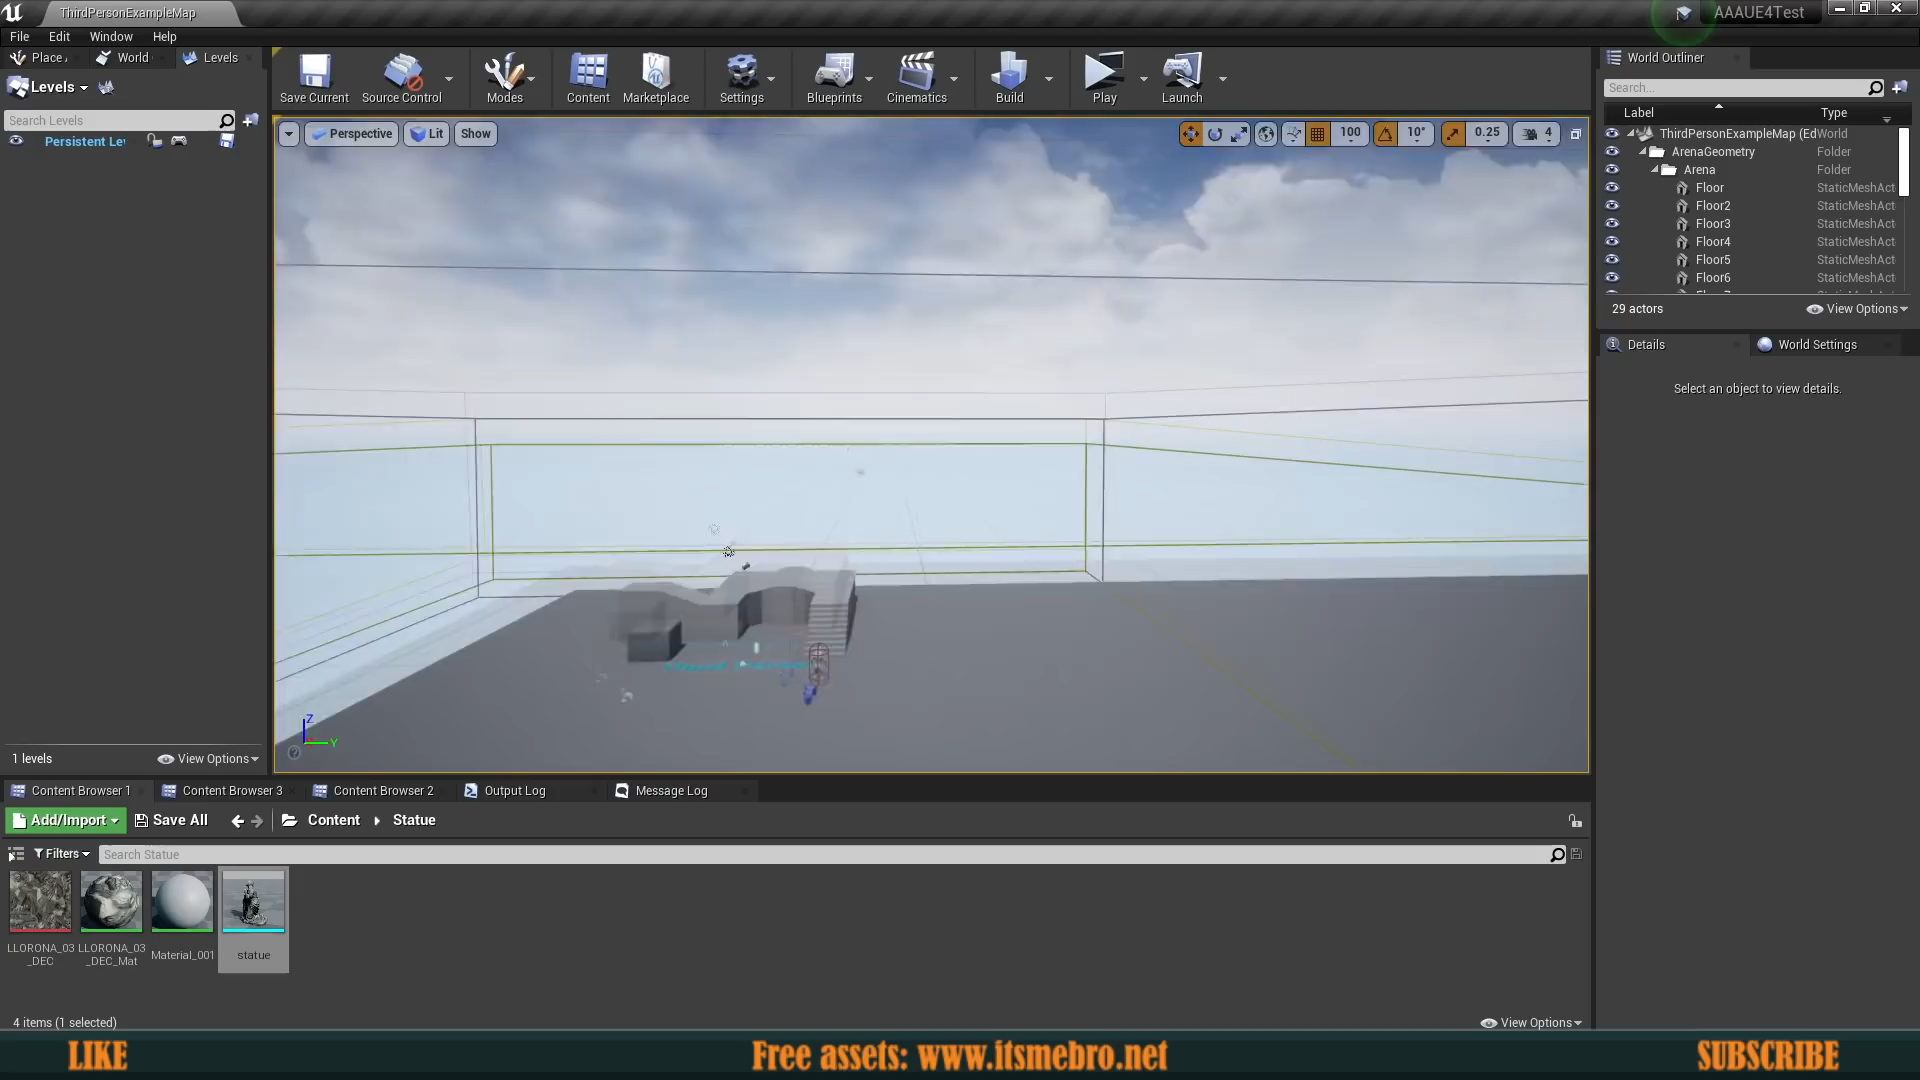 ThirdPersonExampleMap
AAAUE4Test
File Edit Window Help
Place World Levels
Levels
Search Levels
Persistent Le
1 levels
View Options
Save Current Source Control Modes Content Marketplace Settings Blueprints Cinematics Build Play Launch
Perspective Lit Show
100 10° 0.25 4
Z
Y
World Outliner
Search...
Label Type
ThirdPersonExampleMap (Ed World
ArenaGeometry Folder
Arena Folder
Floor StaticMeshAct
Floor2 StaticMeshAct
Floor3 StaticMeshAct
Floor4 StaticMeshAct
Floor5 StaticMeshAct
Floor6 StaticMeshAct
29 actors
View Options
Details World Settings
Select an object to view details.
Content Browser 1 Content Browser 3 Content Browser 2 Output Log Message Log
Add/Import Save All Content Statue
Filters Search Statue
LLORONA_03
_DEC
LLORONA_03
_DEC_Mat
Material_001
statue
4 items (1 selected)
View Options
LIKE
Free assets: www.itsmebro.net
SUBSCRIBE